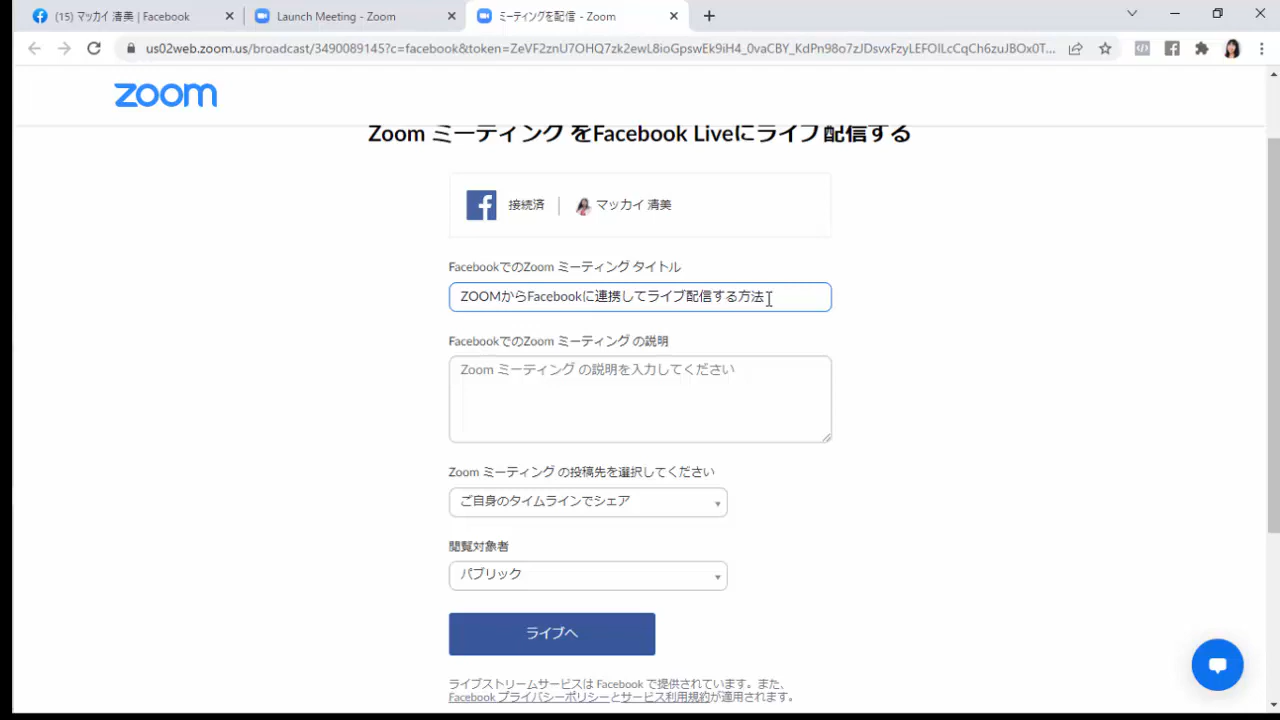 (15) マッカイ 清美 | Facebook
Launch Meeting - Zoom
ミーティングを配信 - Zoom
us02web.zoom.us/broadcast/3490089145?c=facebook&token=ZeVF2znU7OHQ7zk2ewL8ioGpswEk9iH4_0vaCBY_KdPn98o7zJDsvxFzyLEFOILcCqCh6zuJBOx0T...
zoom
Zoom ミーティング をFacebook Liveにライブ配信する
接続済
マッカイ 清美
FacebookでのZoom ミーティング タイトル
ZOOMからFacebookに連携してライブ配信する方法
FacebookでのZoom ミーティング の説明
Zoom ミーティング の説明を入力してください
Zoom ミーティング の投稿先を選択してください
ご自身のタイムラインでシェア
閲覧対象者
パブリック
ライブへ
ライブストリームサービスは Facebook で提供されています。また、
Facebook プライバシーポリシーとサービス利用規約が適用されます。